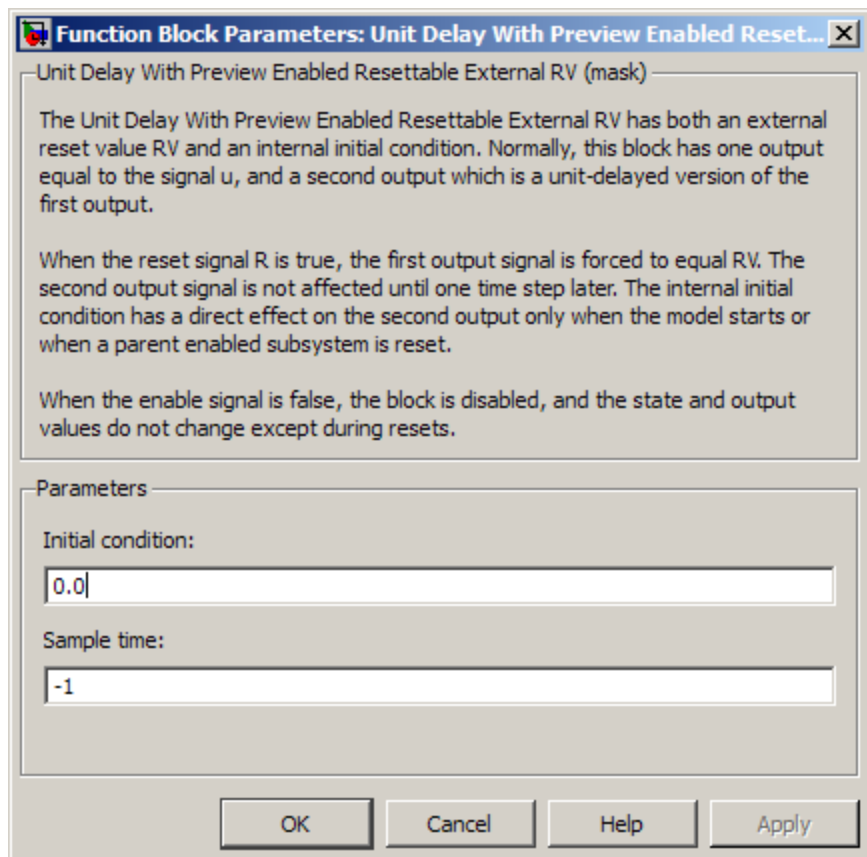 Function Block Parameters: Unit Delay With Preview Enabled Reset...
Unit Delay With Preview Enabled Resettable External RV (mask)
The Unit Delay With Preview Enabled Resettable External RV has both an external
reset value RV and an internal initial condition. Normally, this block has one output
equal to the signal u, and a second output which is a unit-delayed version of the
first output.
When the reset signal R is true, the first output signal is forced to equal RV. The
second output signal is not affected until one time step later. The internal initial
condition has a direct effect on the second output only when the model starts or
when a parent enabled subsystem is reset.
When the enable signal is false, the block is disabled, and the state and output
values do not change except during resets.
Parameters
Initial condition:
0.0
Sample time:
-1
OK Cancel Help Apply